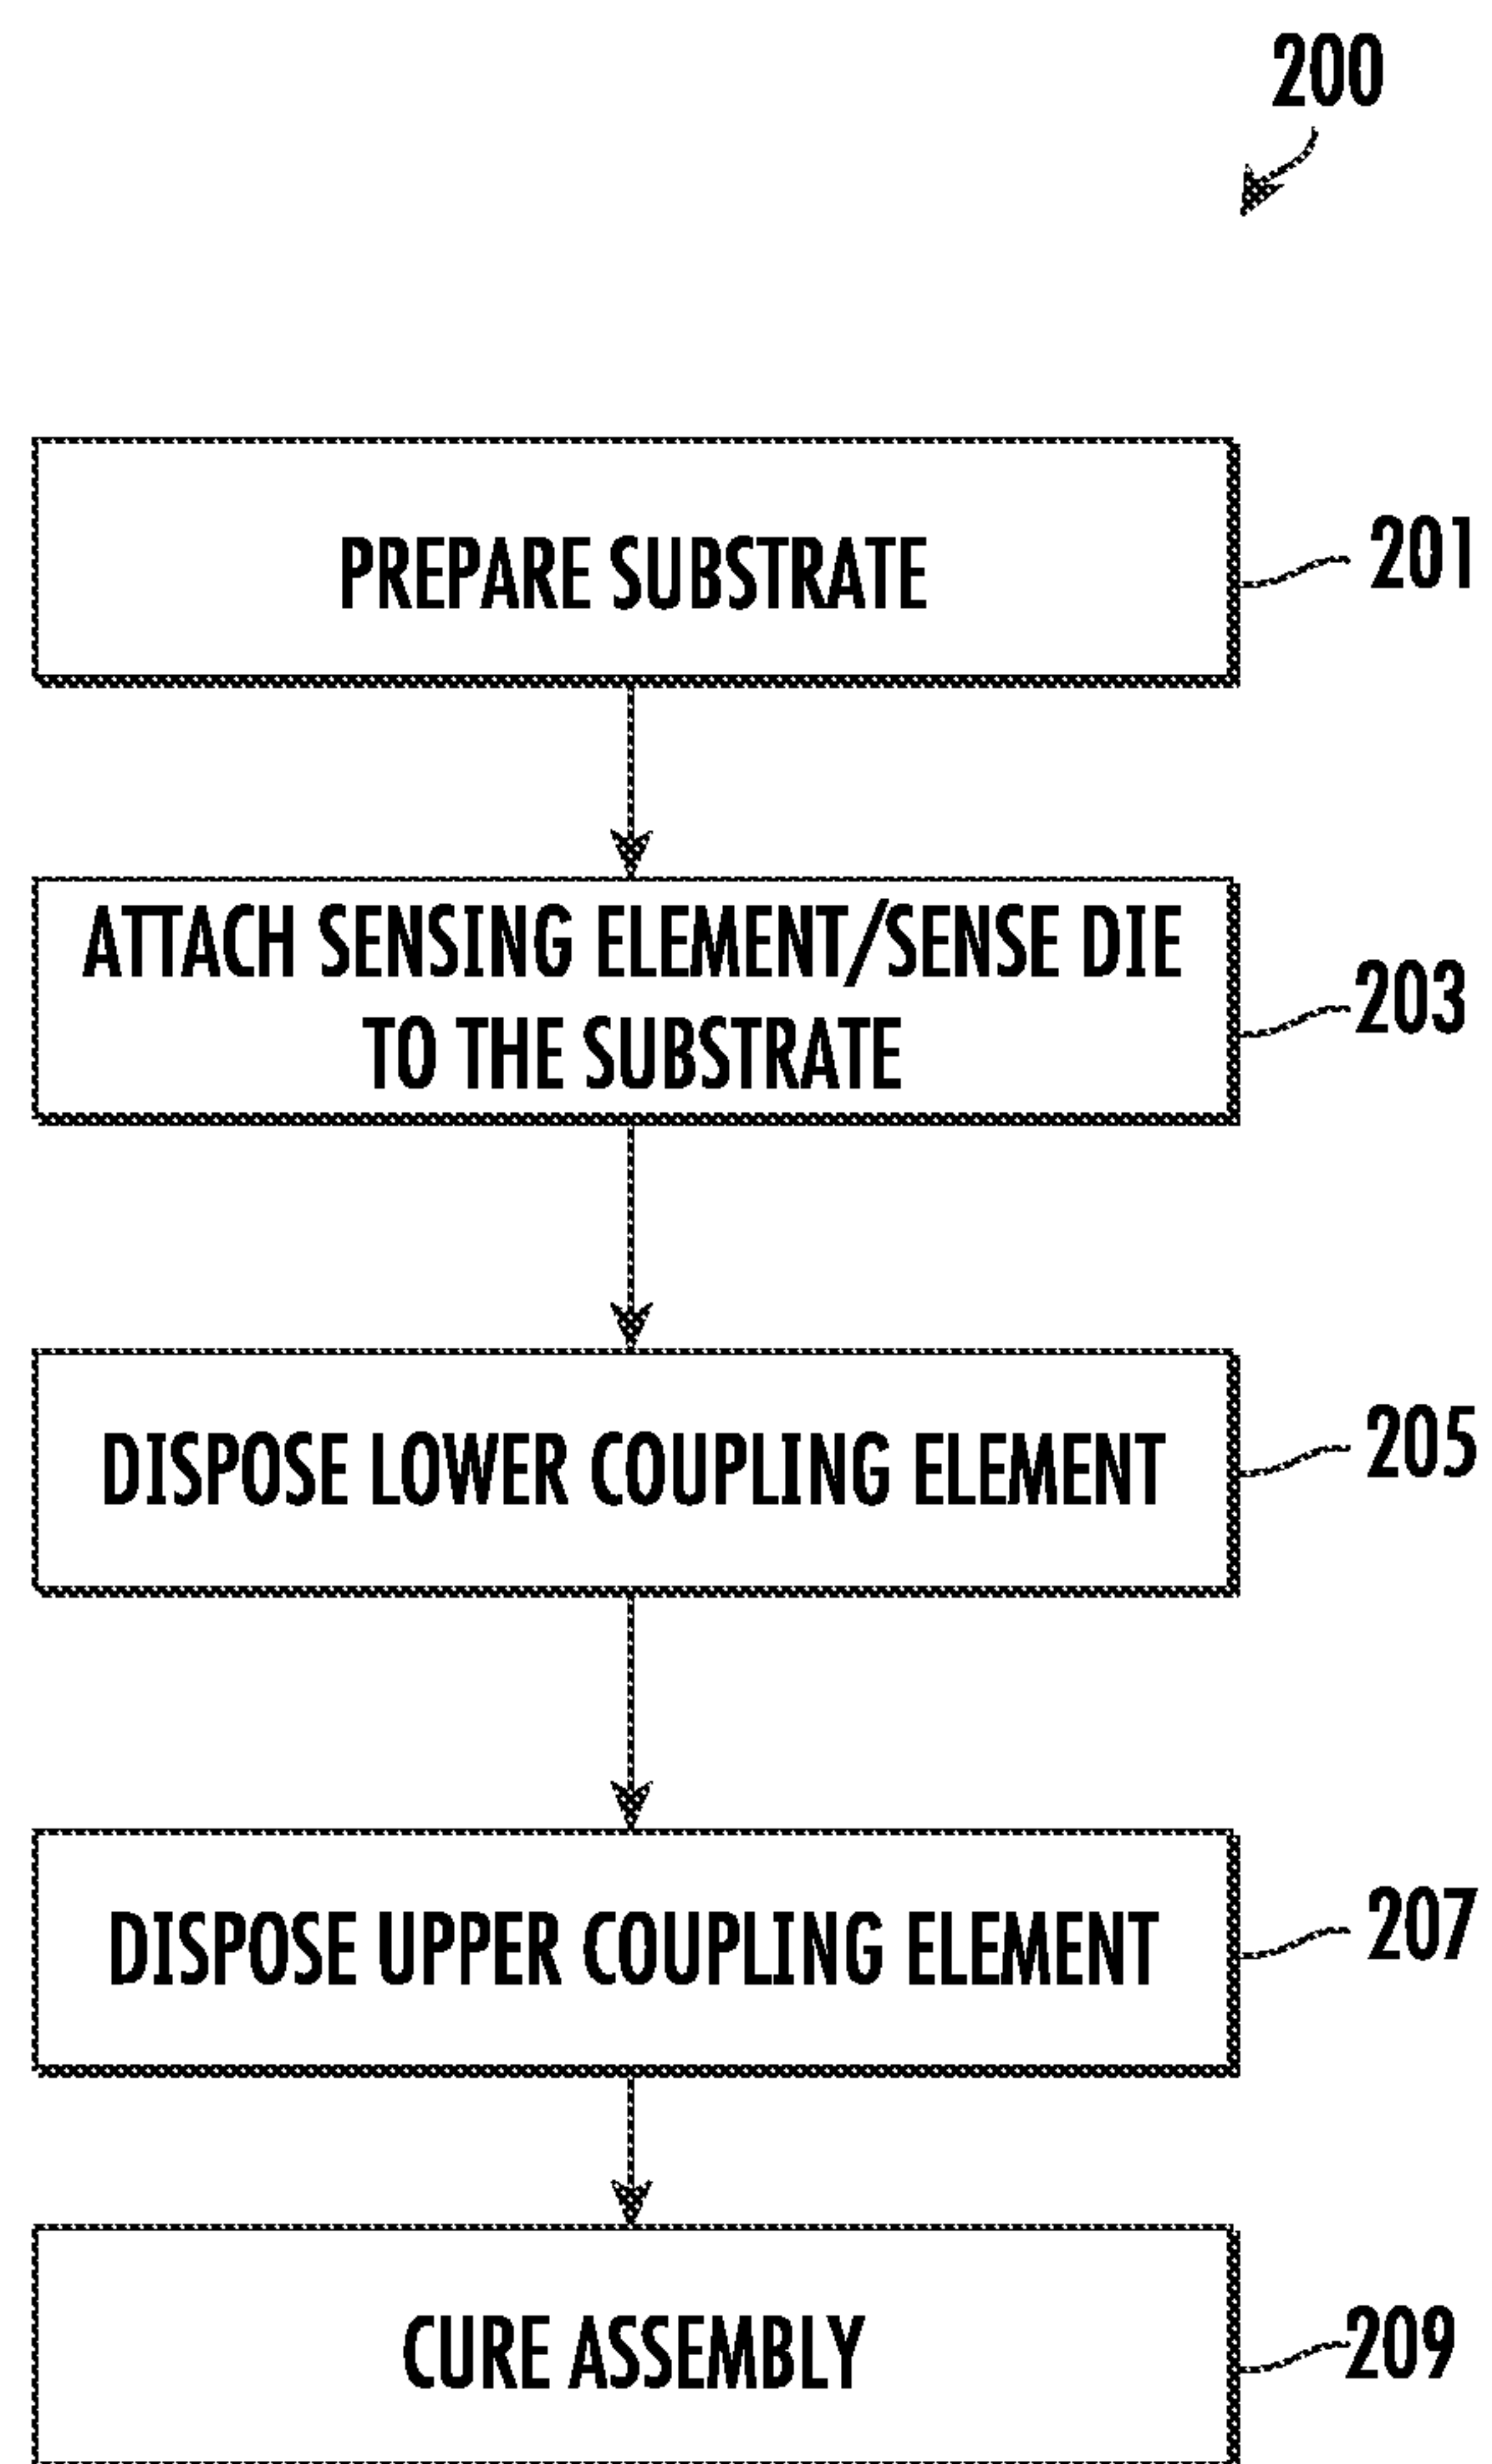 200
PREPARE SUBSTRATE
201
ATTACH SENSING ELEMENT/SENSE DIE
TO THE SUBSTRATE
203
DISPOSE LOWER COUPLING ELEMENT
205
DISPOSE UPPER COUPLING ELEMENT
207
CURE ASSEMBLY
209